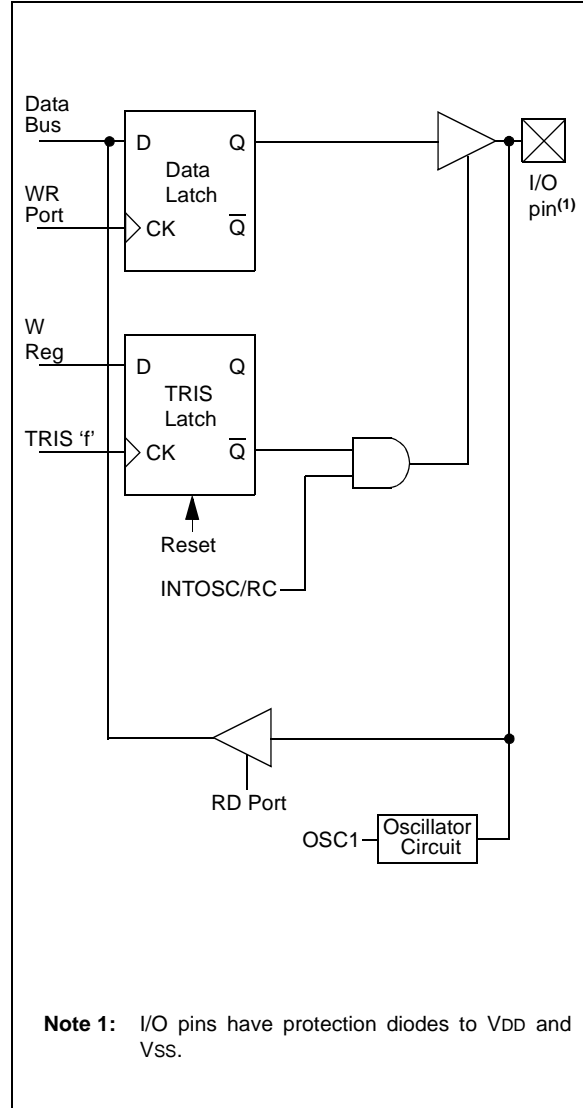 Data
Bus
D
Q
Data
Latch
WR
Port
CK
Q̅
I/O
pin(1)
W
Reg
D
Q
TRIS
Latch
TRIS ‘f’
CK
Q̅
Reset
INTOSC/RC
RD Port
OSC1
Oscillator
Circuit
Note 1: I/O pins have protection diodes to VDD and
VSS.